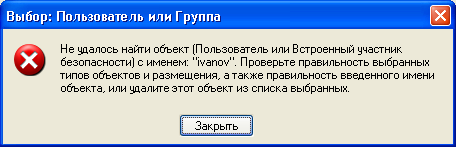 Выбор: Пользователь или Группа
Не удалось найти объект (Пользователь или Встроенный участник
безопасности) с именем: "ivanov". Проверьте правильность выбранных
типов объектов и размещения, а также правильность введенного имени
объекта, или удалите этот объект из списка выбранных.
Закрыть